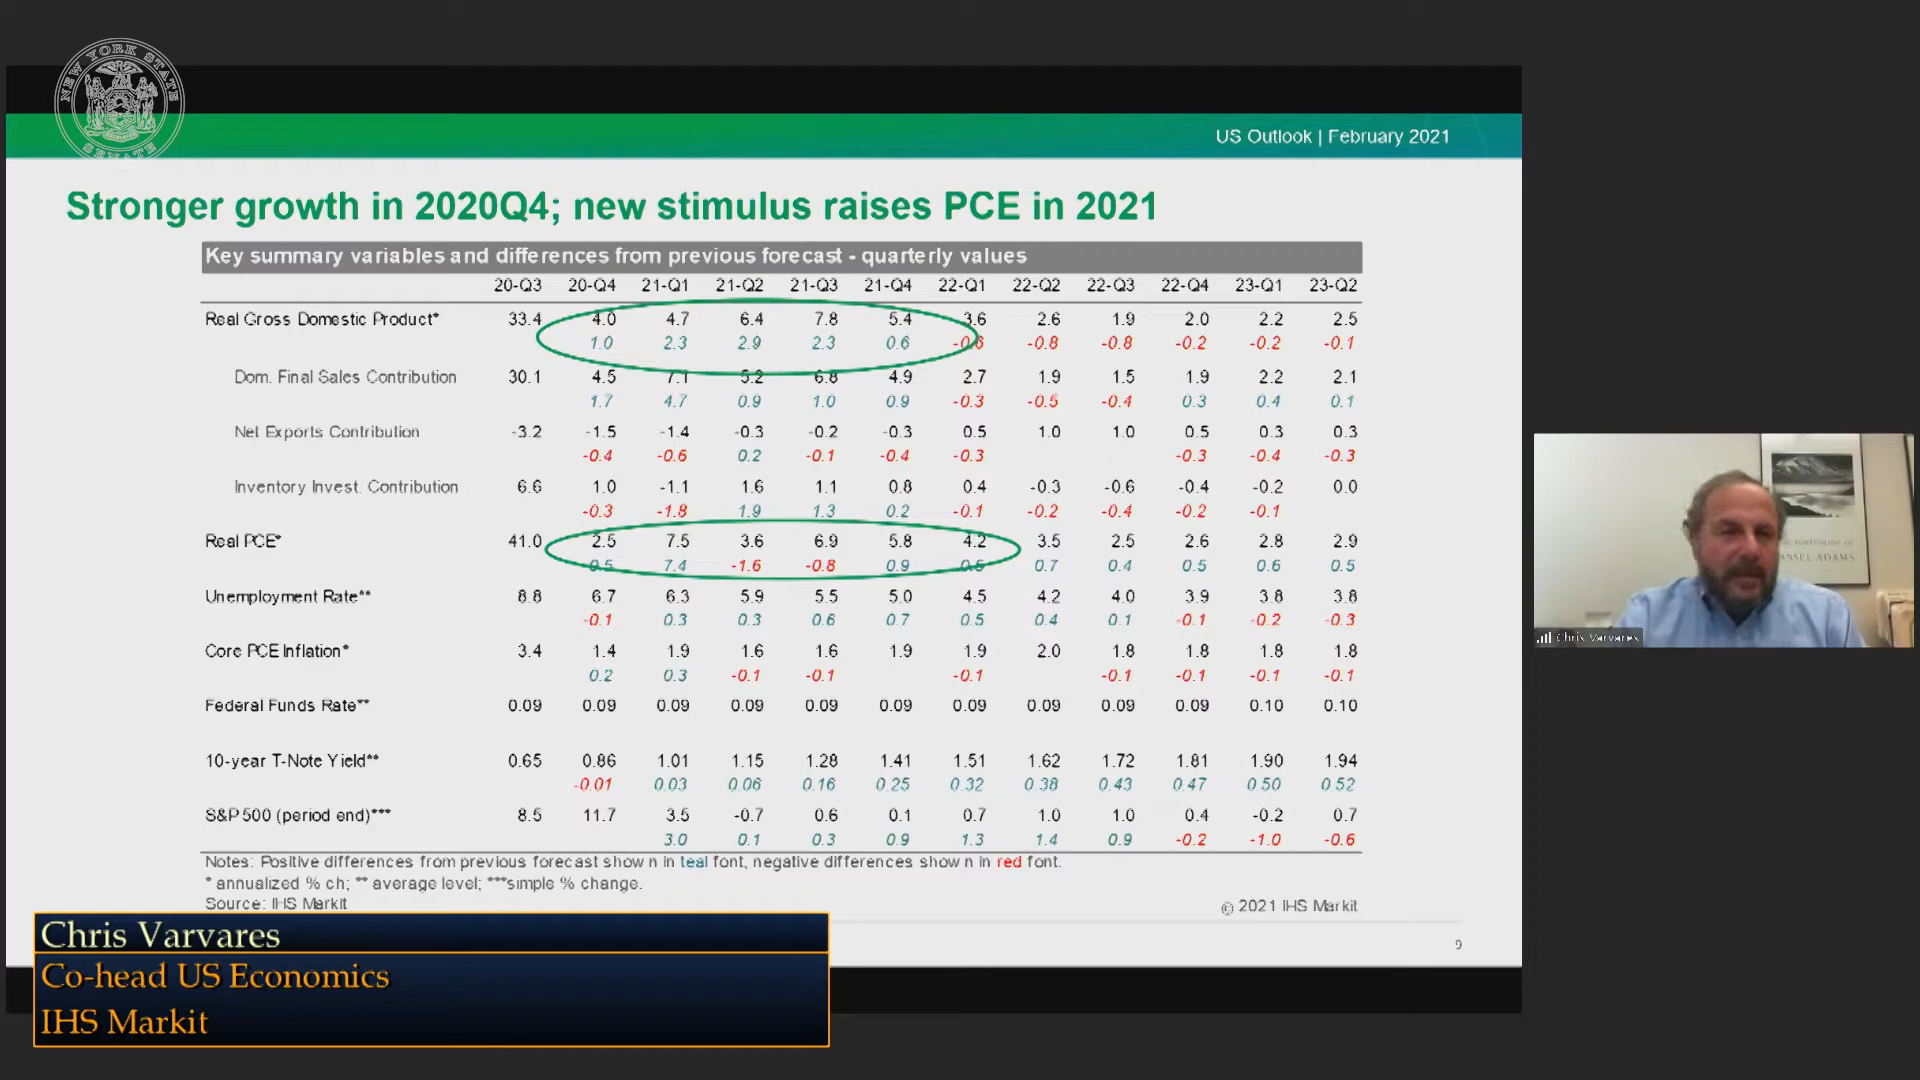 NEW YORK STATE
SENATE
US Outlook | February 2021
Stronger growth in 2020Q4; new stimulus raises PCE in 2021
Key summary variables and differences from previous forecast - quarterly values
20-Q3 20-Q4 21-Q1 21-Q2 21-Q3 21-Q4 22-Q1 22-Q2 22-Q3 22-Q4 23-Q1 23-Q2
Real Gross Domestic Product* 33.4 4.0 4.7 6.4 7.8 5.4 3.6 2.6 1.9 2.0 2.2 2.5
1.0 2.3 2.9 2.3 0.6 -0.6 -0.8 -0.8 -0.2 -0.2 -0.1
Dom. Final Sales Contribution 30.1 4.5 7.1 5.2 6.8 4.9 2.7 1.9 1.5 1.9 2.2 2.1
1.7 4.7 0.9 1.0 0.9 -0.3 -0.5 -0.4 0.3 0.4 0.1
Net Exports Contribution -3.2 -1.5 -1.4 -0.3 -0.2 -0.3 0.5 1.0 1.0 0.5 0.3 0.3
-0.4 -0.6 0.2 -0.1 -0.4 -0.3 -0.3 -0.4 -0.3
Inventory Invest. Contribution 6.6 1.0 -1.1 1.6 1.1 0.8 0.4 -0.3 -0.6 -0.4 -0.2 0.0
-0.3 -1.8 1.9 1.3 0.2 -0.1 -0.2 -0.4 -0.2 -0.1
Real PCE* 41.0 2.5 7.5 3.6 6.9 5.8 4.2 3.5 2.5 2.6 2.8 2.9
0.5 7.4 -1.6 -0.8 0.9 0.5 0.7 0.4 0.5 0.6 0.5
Unemployment Rate** 8.8 6.7 6.3 5.9 5.5 5.0 4.5 4.2 4.0 3.9 3.8 3.8
-0.1 0.3 0.3 0.6 0.7 0.5 0.4 0.1 -0.1 -0.2 -0.3
Core PCE Inflation* 3.4 1.4 1.9 1.6 1.6 1.9 1.9 2.0 1.8 1.8 1.8 1.8
0.2 0.3 -0.1 -0.1 -0.1 -0.1 -0.1 -0.1 -0.1
Federal Funds Rate** 0.09 0.09 0.09 0.09 0.09 0.09 0.09 0.09 0.09 0.09 0.10 0.10
10-year T-Note Yield** 0.65 0.86 1.01 1.15 1.28 1.41 1.51 1.62 1.72 1.81 1.90 1.94
-0.01 0.03 0.06 0.16 0.25 0.32 0.38 0.43 0.47 0.50 0.52
S&P 500 (period end)*** 8.5 11.7 3.5 -0.7 0.6 0.1 0.7 1.0 1.0 0.4 -0.2 0.7
3.0 0.1 0.3 0.9 1.3 1.4 0.9 -0.2 -1.0 -0.6
Notes: Positive differences from previous forecast shown in teal font, negative differences shown in red font.
* annualized % ch; ** average level; ***simple % change.
Source: IHS Markit
© 2021 IHS Markit
9
ANSEL ADAMS
Chris Varvares
Chris Varvares
Co-head US Economics
IHS Markit